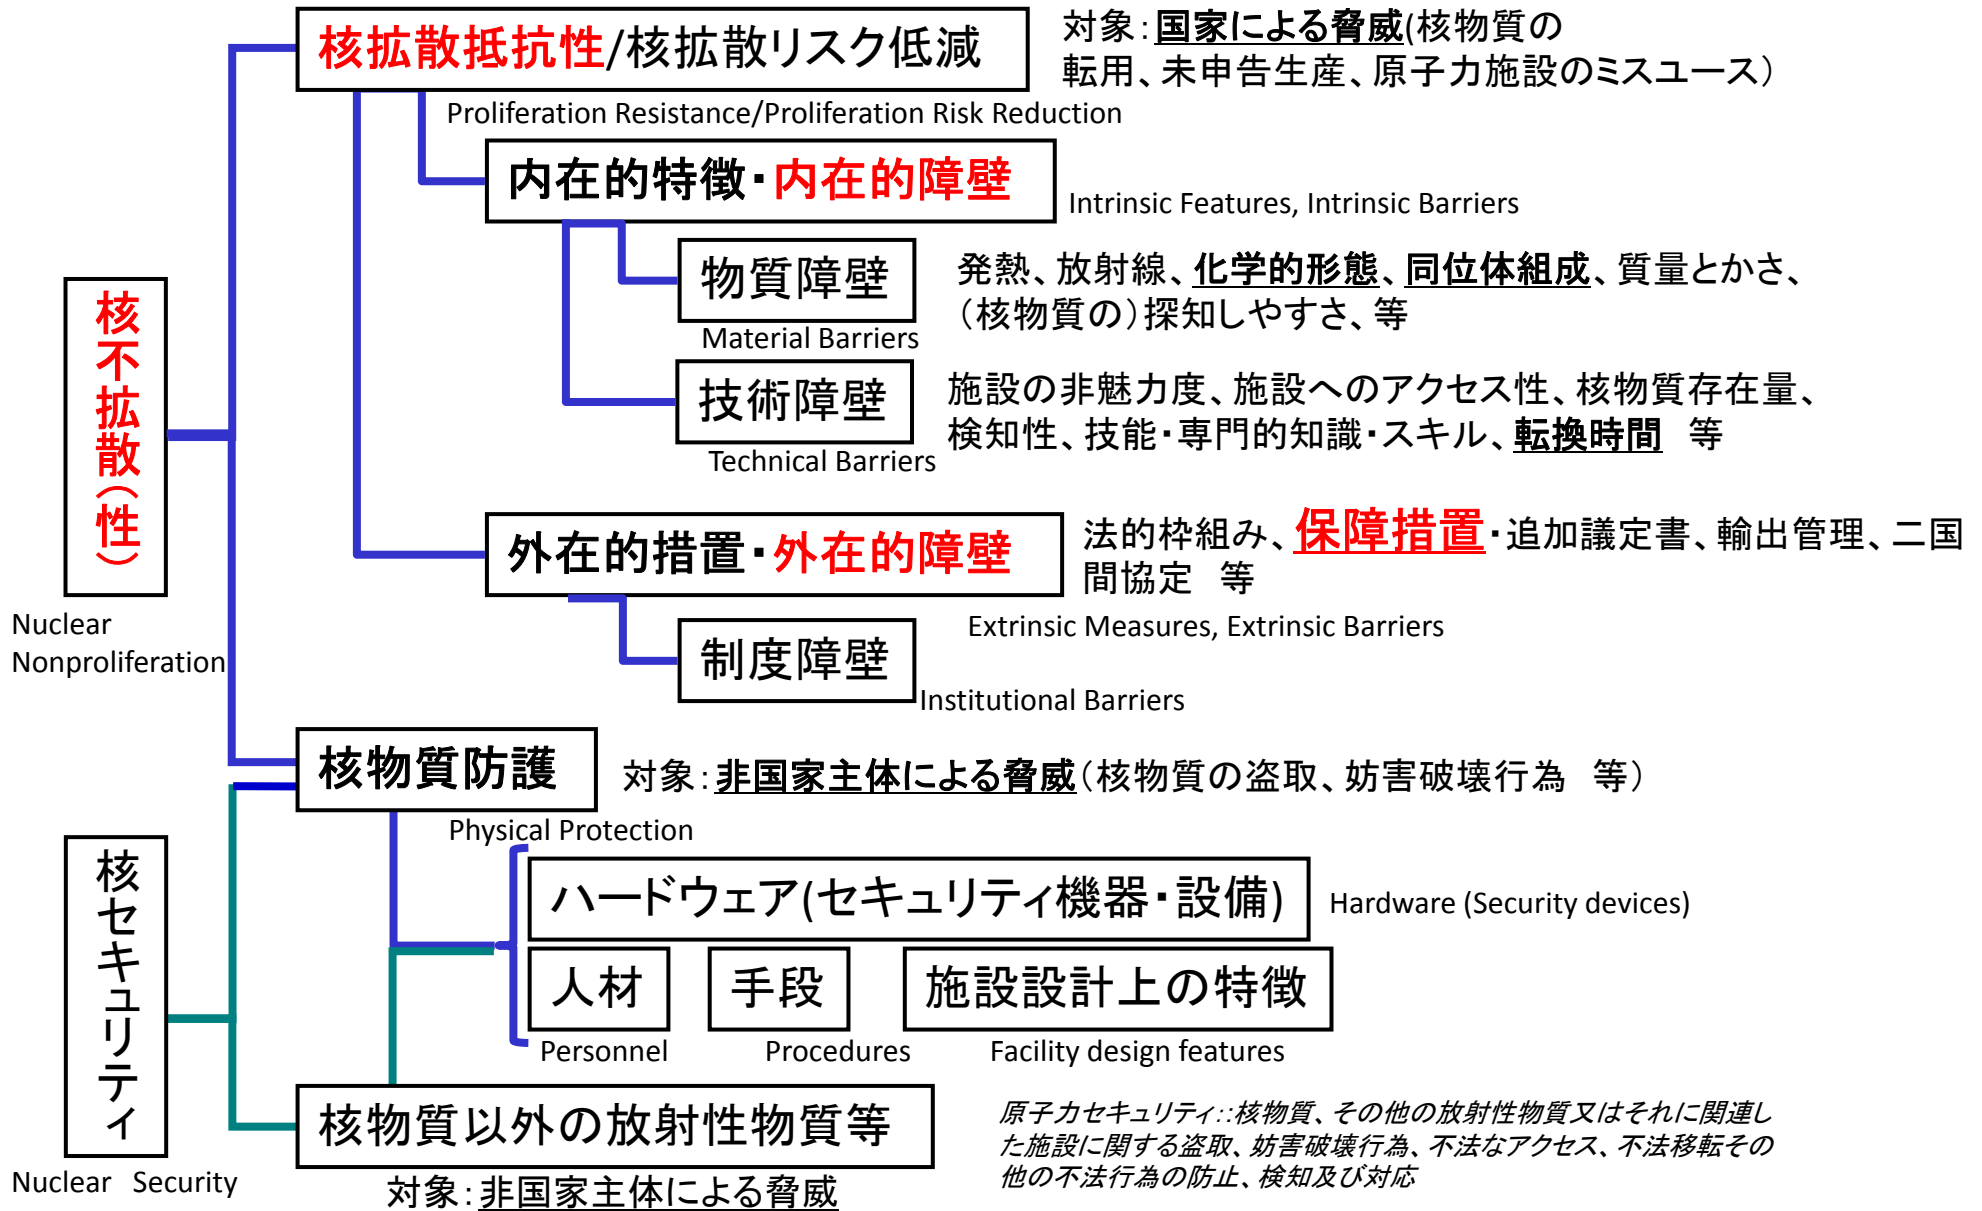 核拡散抵抗性/核拡散リスク低減
対象：国家による脅威(核物質の
転用、未申告生産、原子力施設のミスユース）
Proliferation Resistance/Proliferation Risk Reduction
内在的特徴・内在的障壁
Intrinsic Features, Intrinsic Barriers
物質障壁
Material Barriers
発熱、放射線、化学的形態、同位体組成、質量とかさ、
（核物質の）探知しやすさ、等
技術障壁
Technical Barriers
施設の非魅力度、施設へのアクセス性、核物質存在量、
検知性、技能・専門的知識・スキル、転換時間　等
核不拡散（性）
Nuclear
Nonproliferation
外在的措置・外在的障壁
法的枠組み、保障措置・追加議定書、輸出管理、二国
間協定　等
Extrinsic Measures, Extrinsic Barriers
制度障壁
Institutional Barriers
核物質防護
対象：非国家主体による脅威（核物質の盗取、妨害破壊行為　等）
Physical Protection
核セキュリティ
Nuclear Security
ハードウェア(セキュリティ機器・設備)
Hardware (Security devices)
人材
手段
施設設計上の特徴
Personnel
Procedures
Facility design features
核物質以外の放射性物質等
対象：非国家主体による脅威
原子力セキュリティ：：核物質、その他の放射性物質又はそれに関連し
た施設に関する盗取、妨害破壊行為、不法なアクセス、不法移転その
他の不法行為の防止、検知及び対応